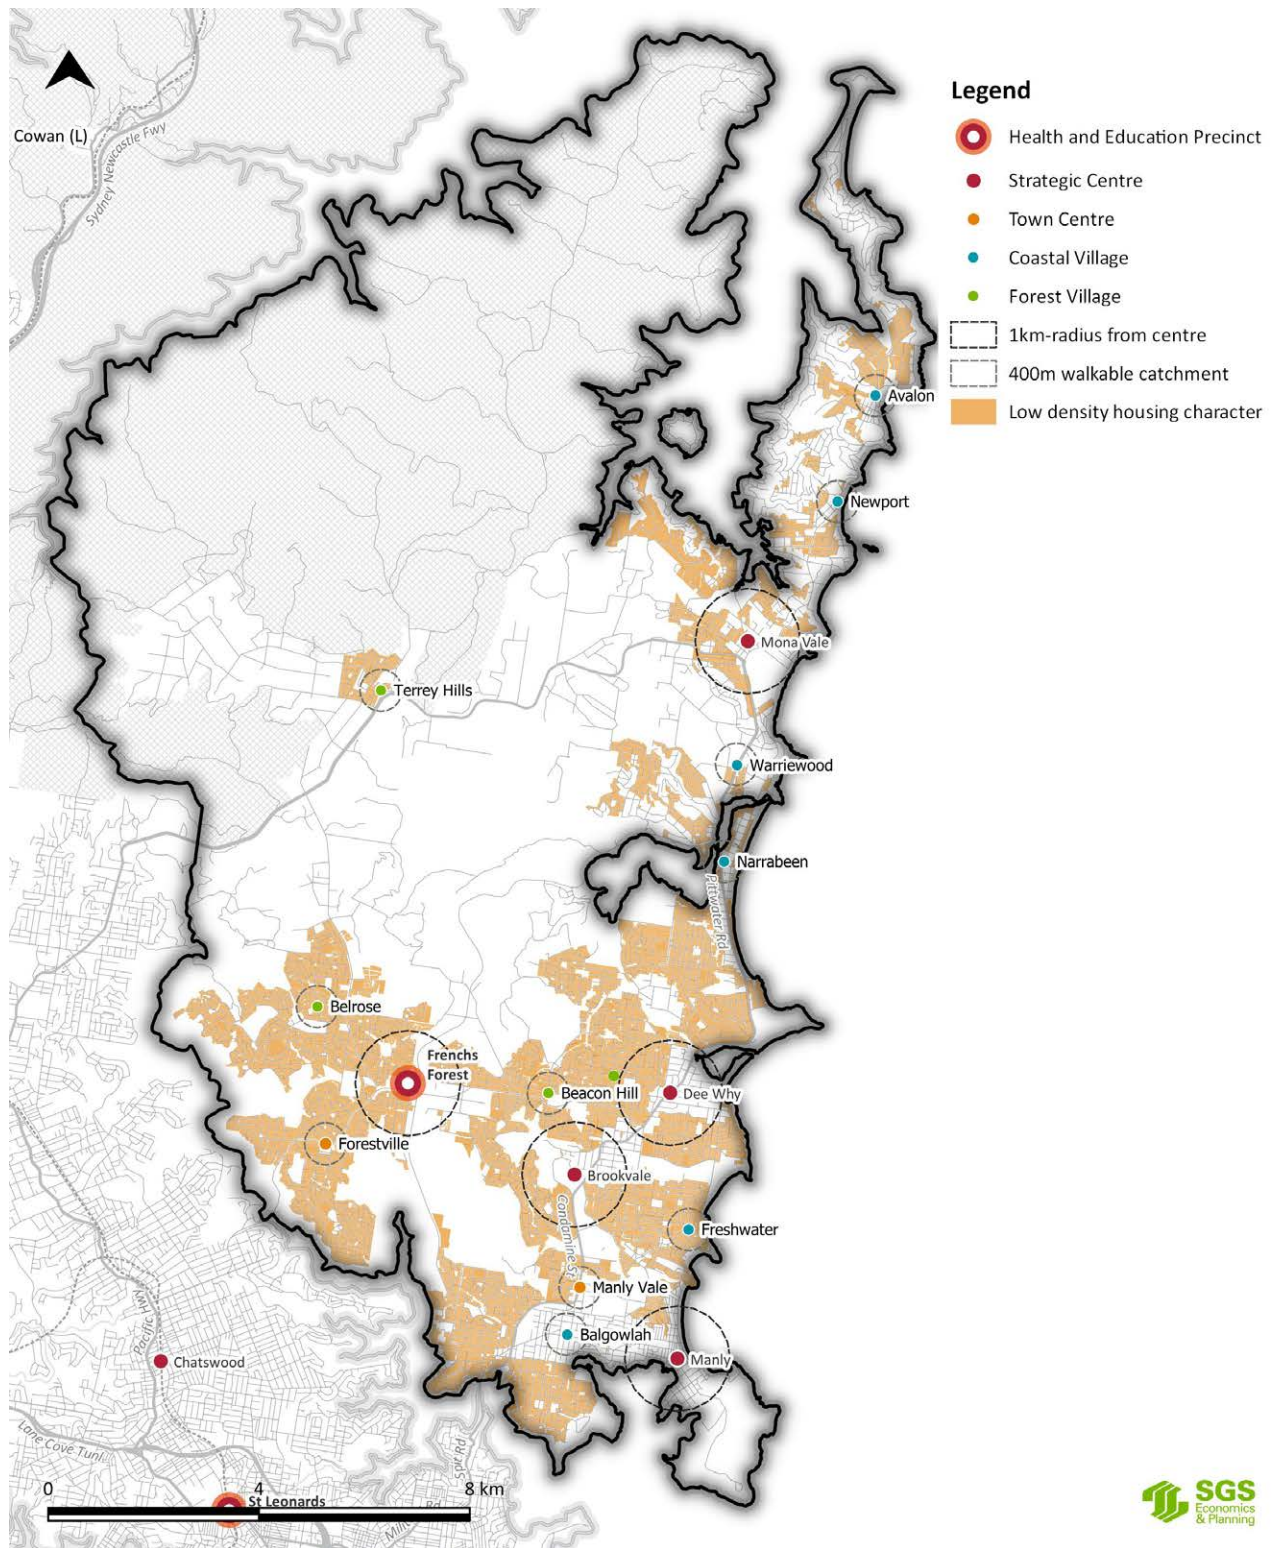 Legend
Health and Education Precinct
Strategic Centre
Town Centre
Coastal Village
Forest Village
1km-radius from centre
400m walkable catchment
Low density housing character
Cowan (L)
Sydney Newcastle Fwy
Avalon
Newport
Mona Vale
Terrey Hills
Warriewood
Narrabeen
Pittwater Rd
Belrose
Frenchs
Forest
Beacon Hill
Dee Why
Forestville
Brookvale
Condamine St
Freshwater
Manly Vale
Balgowlah
Manly
Pacific Hwy
Chatswood
Lane Cove Tunl
Spit Rd
0 4 8 km
St Leonards
SGS
Economics
& Planning